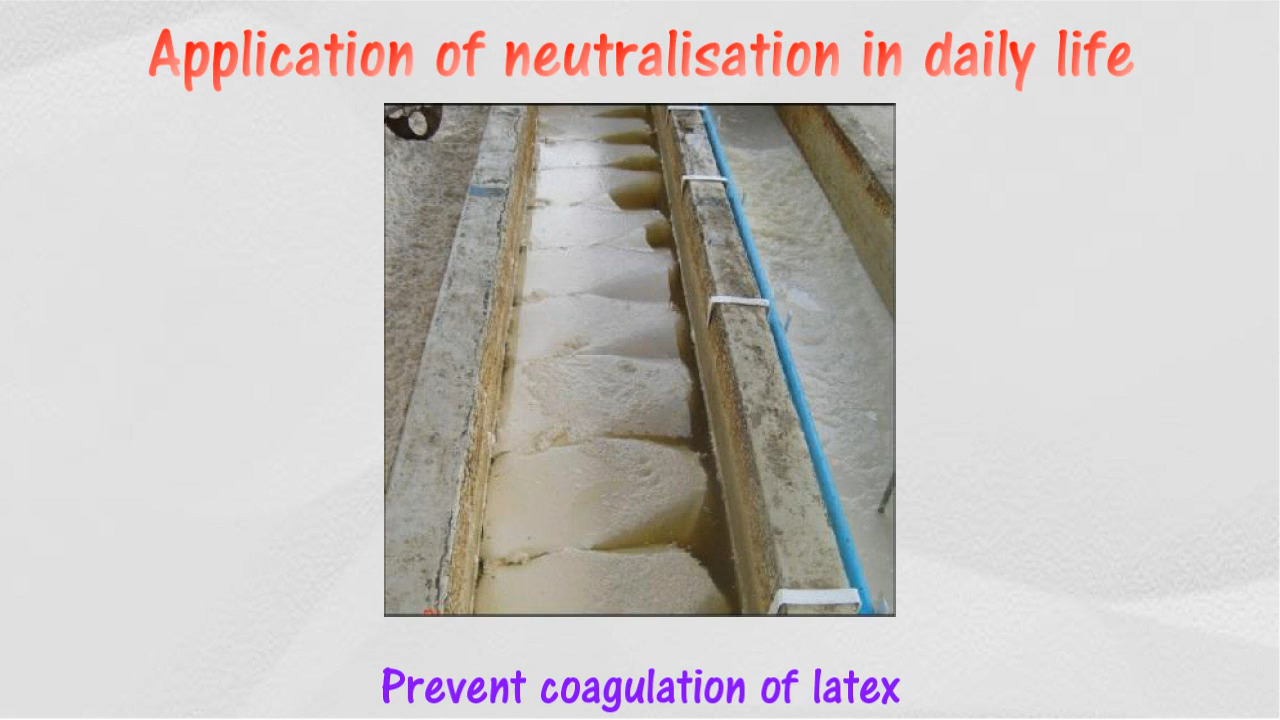 Application of neutralisation in daily life
Prevent coagulation of latex